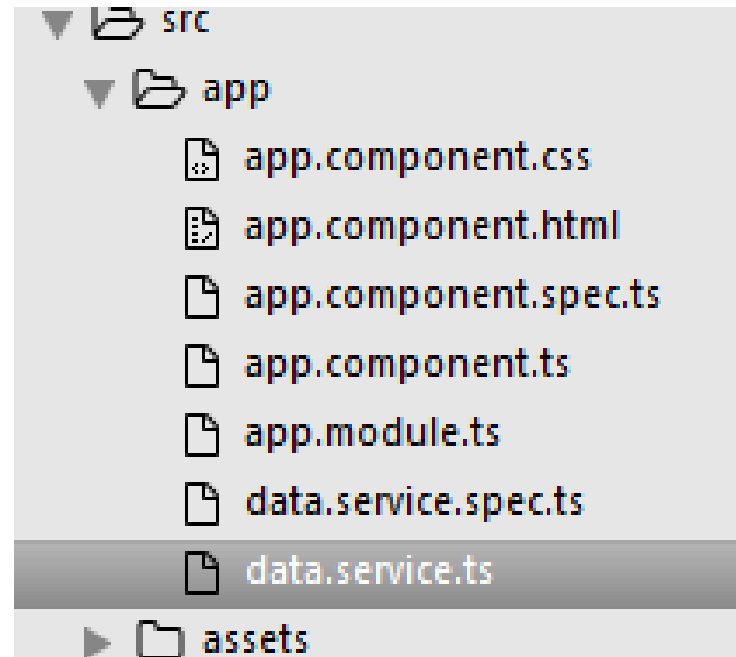 src
app
app.component.css
app.component.html
app.component.spec.ts
app.component.ts
app.module.ts
data.service.spec.ts
data.service.ts
assets